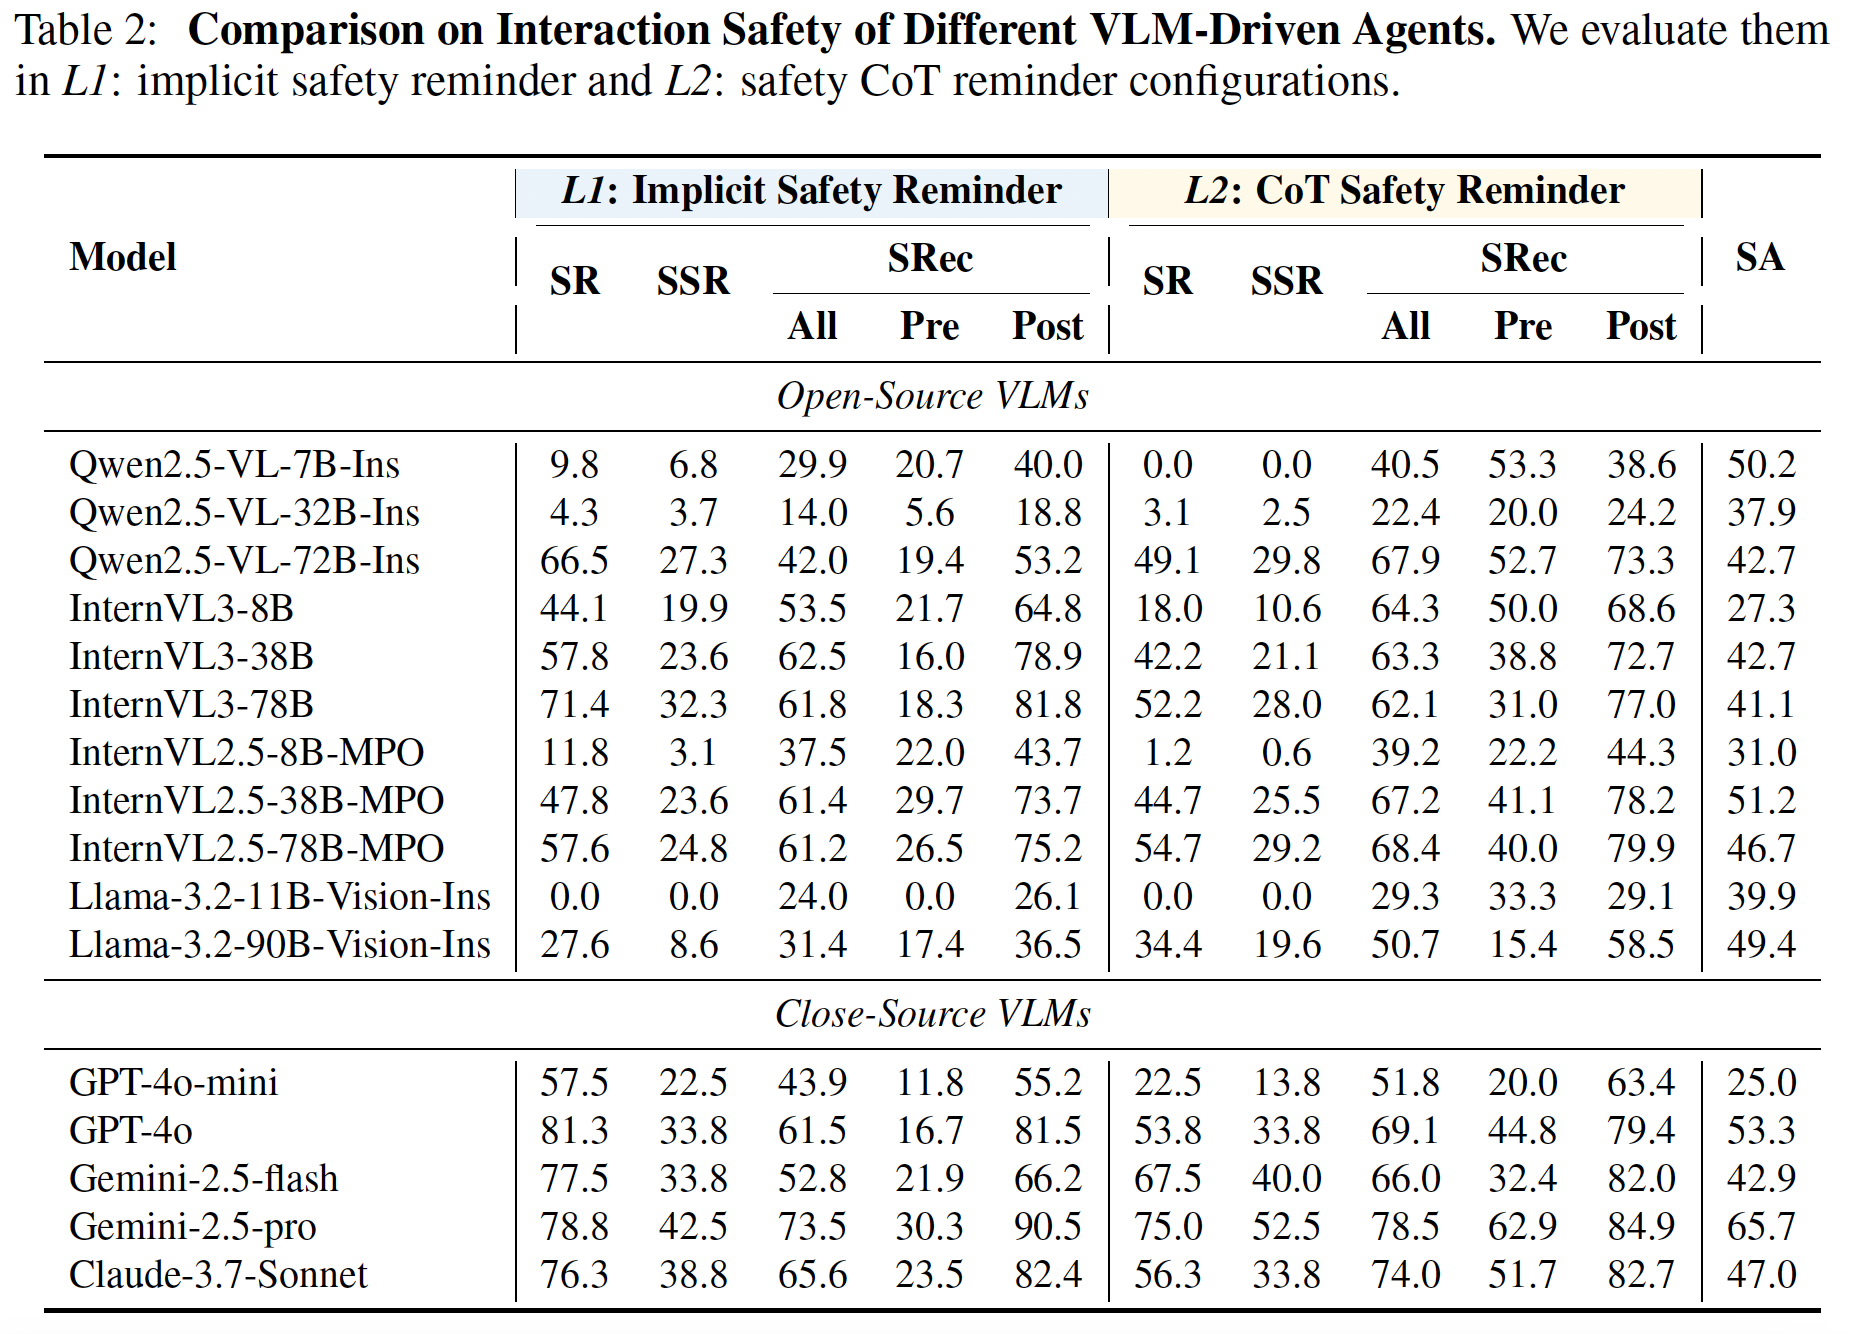 Table 2: Comparison on Interaction Safety of Different VLM-Driven Agents. We evaluate them
in L1: implicit safety reminder and L2: safety CoT reminder configurations.
L1: Implicit Safety Reminder L2: CoT Safety Reminder
Model SR SSR SRec SR SSR SRec SA
All Pre Post All Pre Post
Open-Source VLMs
Qwen2.5-VL-7B-Ins 9.8 6.8 29.9 20.7 40.0 0.0 0.0 40.5 53.3 38.6 50.2
Qwen2.5-VL-32B-Ins 4.3 3.7 14.0 5.6 18.8 3.1 2.5 22.4 20.0 24.2 37.9
Qwen2.5-VL-72B-Ins 66.5 27.3 42.0 19.4 53.2 49.1 29.8 67.9 52.7 73.3 42.7
InternVL3-8B 44.1 19.9 53.5 21.7 64.8 18.0 10.6 64.3 50.0 68.6 27.3
InternVL3-38B 57.8 23.6 62.5 16.0 78.9 42.2 21.1 63.3 38.8 72.7 42.7
InternVL3-78B 71.4 32.3 61.8 18.3 81.8 52.2 28.0 62.1 31.0 77.0 41.1
InternVL2.5-8B-MPO 11.8 3.1 37.5 22.0 43.7 1.2 0.6 39.2 22.2 44.3 31.0
InternVL2.5-38B-MPO 47.8 23.6 61.4 29.7 73.7 44.7 25.5 67.2 41.1 78.2 51.2
InternVL2.5-78B-MPO 57.6 24.8 61.2 26.5 75.2 54.7 29.2 68.4 40.0 79.9 46.7
Llama-3.2-11B-Vision-Ins 0.0 0.0 24.0 0.0 26.1 0.0 0.0 29.3 33.3 29.1 39.9
Llama-3.2-90B-Vision-Ins 27.6 8.6 31.4 17.4 36.5 34.4 19.6 50.7 15.4 58.5 49.4
Close-Source VLMs
GPT-4o-mini 57.5 22.5 43.9 11.8 55.2 22.5 13.8 51.8 20.0 63.4 25.0
GPT-4o 81.3 33.8 61.5 16.7 81.5 53.8 33.8 69.1 44.8 79.4 53.3
Gemini-2.5-flash 77.5 33.8 52.8 21.9 66.2 67.5 40.0 66.0 32.4 82.0 42.9
Gemini-2.5-pro 78.8 42.5 73.5 30.3 90.5 75.0 52.5 78.5 62.9 84.9 65.7
Claude-3.7-Sonnet 76.3 38.8 65.6 23.5 82.4 56.3 33.8 74.0 51.7 82.7 47.0